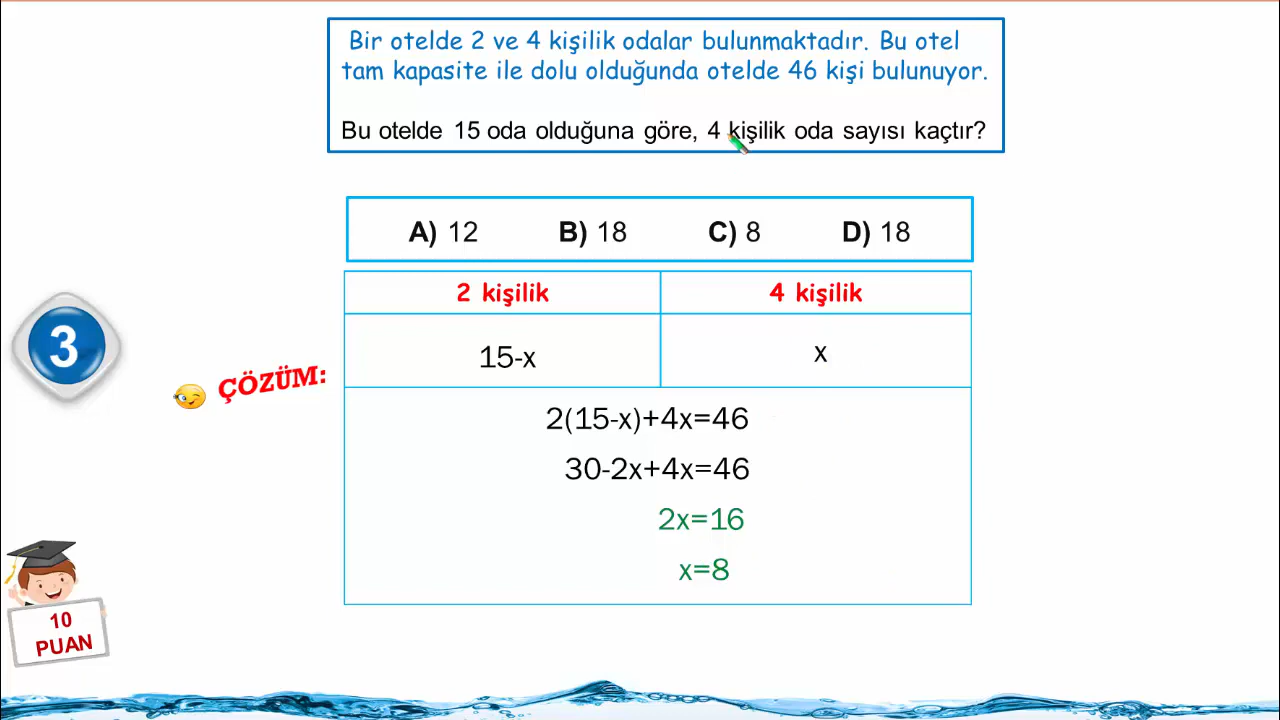 Bir otelde 2 ve 4 kişilik odalar bulunmaktadır. Bu otel
tam kapasite ile dolu olduğunda otelde 46 kişi bulunuyor.
Bu otelde 15 oda olduğuna göre, 4 kişilik oda sayısı kaçtır?
A) 12 B) 18 C) 8 D) 18
2 kişilik 4 kişilik
15-x x
3
ÇÖZÜM:
2(15-x)+4x=46
30-2x+4x=46
2x=16
x=8
10
PUAN